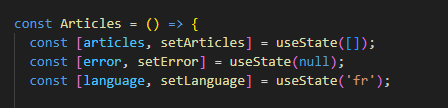 const Articles = () => {
  const [articles, setArticles] = useState([]);
  const [error, setError] = useState(null);
  const [language, setLanguage] = useState('fr');